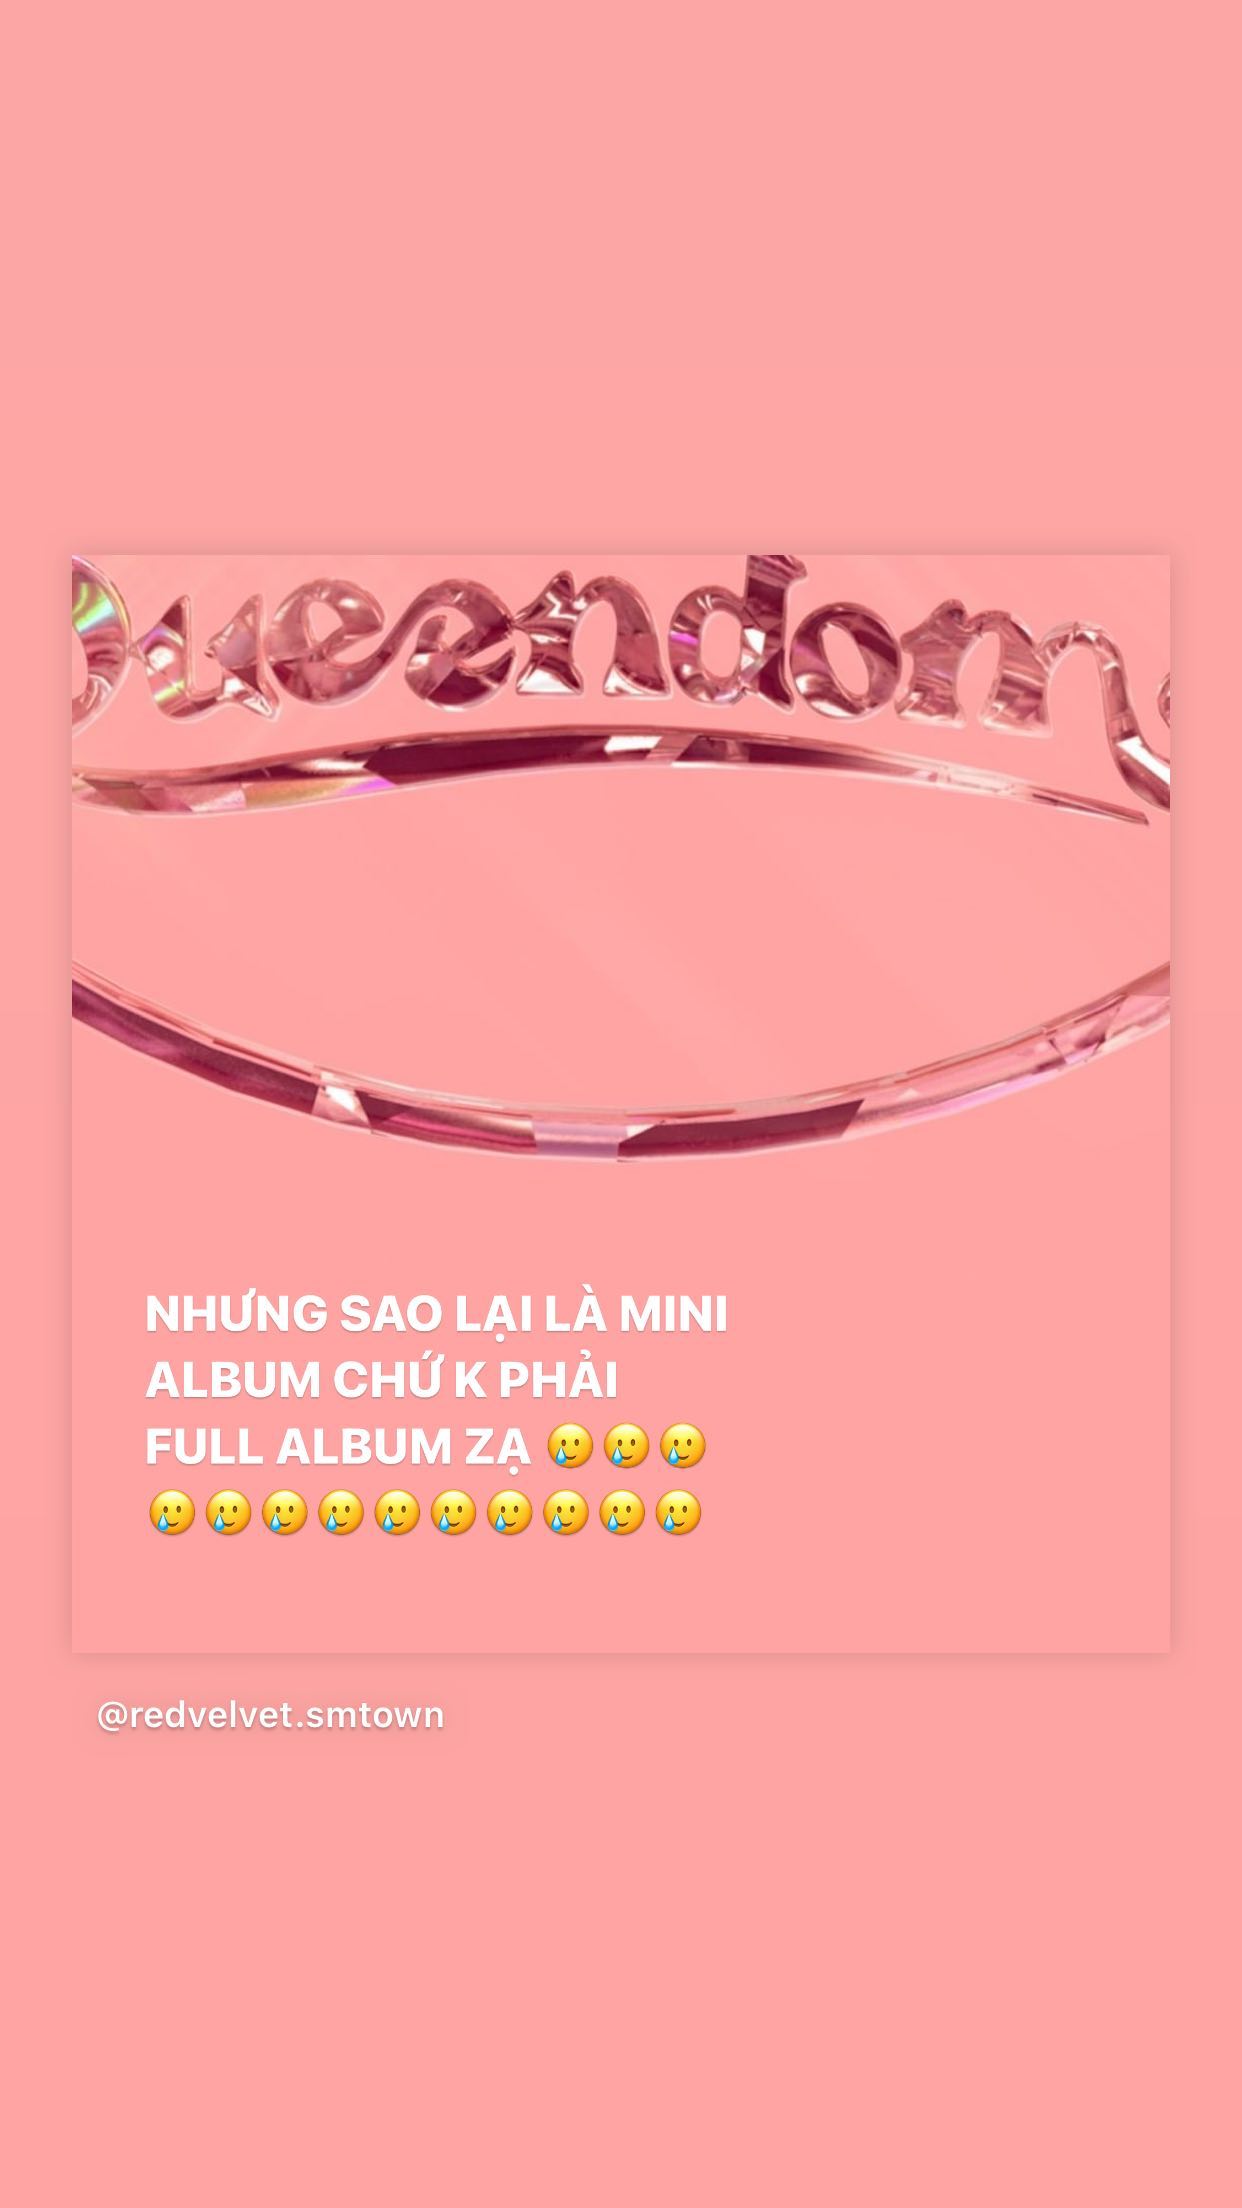 Queendom
NHƯNG SAO LẠI LÀ MINI
ALBUM CHỨ K PHẢI
FULL ALBUM ZẠ 🥲🥲🥲
🥲🥲🥲🥲🥲🥲🥲🥲🥲🥲
@redvelvet.smtown